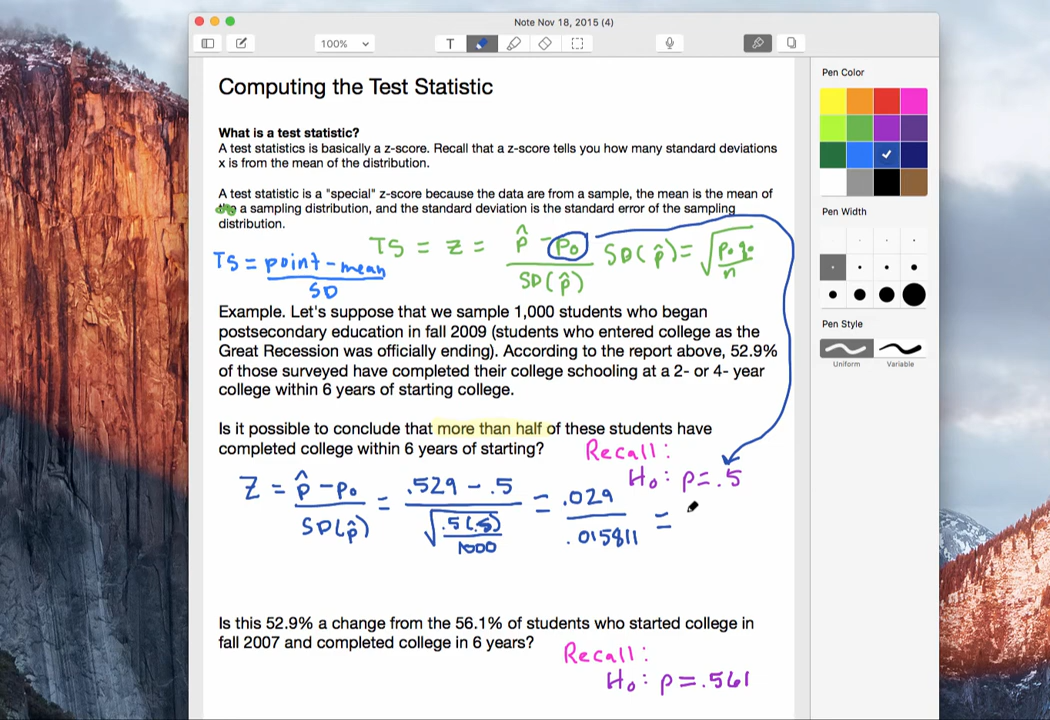 Note Nov 18, 2015 (4)
100%
T
Computing the Test Statistic
What is a test statistic?
A test statistics is basically a z-score. Recall that a z-score tells you how many standard deviations
x is from the mean of the distribution.
A test statistic is a "special" z-score because the data are from a sample, the mean is the mean of
a sampling distribution, and the standard deviation is the standard error of the sampling
distribution.
TS = Z = (p̂ - p₀) / SD(p̂) SD(p̂) = √(p₀q₀/n)
TS = point - mean / SD
Example. Let's suppose that we sample 1,000 students who began
postsecondary education in fall 2009 (students who entered college as the
Great Recession was officially ending). According to the report above, 52.9%
of those surveyed have completed their college schooling at a 2- or 4- year
college within 6 years of starting college.
Is it possible to conclude that more than half of these students have
completed college within 6 years of starting?
Recall:
H₀: p=.5
Z = (p̂ - p₀) / SD(p̂) = (.529 - .5) / √(.5(.5)/1000) = .029 / .015811 =
Is this 52.9% a change from the 56.1% of students who started college in
fall 2007 and completed college in 6 years?
Recall:
H₀: p=.561
Pen Color
Pen Width
Pen Style
Uniform Variable